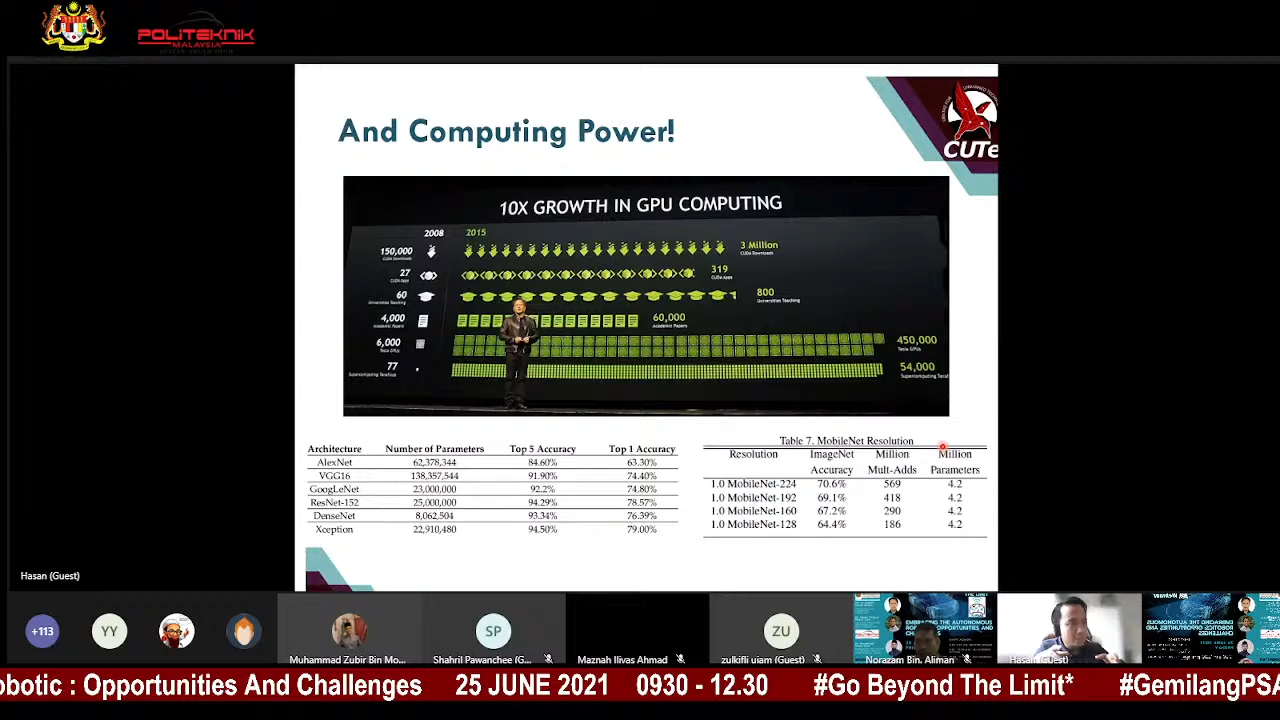 POLITEKNIK
MALAYSIA
And Computing Power!
CUTe
10X GROWTH IN GPU COMPUTING
2008 2015
150,000 CUDA Downloads 3 Million CUDA Downloads
27 CUDA Apps 319 CUDA Apps
60 Universities Teaching 800 Universities Teaching
4,000 Academic Papers 60,000 Academic Papers
6,000 Tesla GPUs 450,000 Tesla GPUs
77 Supercomputing Teraflops 54,000 Supercomputing Teraf
Architecture Number of Parameters Top 5 Accuracy Top 1 Accuracy
AlexNet 62,378,344 84.60% 63.30%
VGG16 138,357,544 91.90% 74.40%
GoogLeNet 23,000,000 92.2% 74.80%
ResNet-152 25,000,000 94.29% 78.57%
DenseNet 8,062,504 93.34% 76.39%
Xception 22,910,480 94.50% 79.00%
Table 7. MobileNet Resolution
Resolution ImageNet Million Million
Accuracy Mult-Adds Parameters
1.0 MobileNet-224 70.6% 569 4.2
1.0 MobileNet-192 69.1% 418 4.2
1.0 MobileNet-160 67.2% 290 4.2
1.0 MobileNet-128 64.4% 186 4.2
Hasan (Guest)
+113
YY
SP
ZU
Muhammad Zubir Bin Mo...
Shahril Pawanchee (G...
Maznah Iliyas Ahmad
zulkifli ujam (Guest)
THE LIMIT
EMBRACING THE AUTONOMOUS
Norazam Bin. Aliman
Hasan (Guest)
obotic : Opportunities And Challenges 25 JUNE 2021 0930 - 12.30 #Go Beyond The Limit* #GemilangPSA